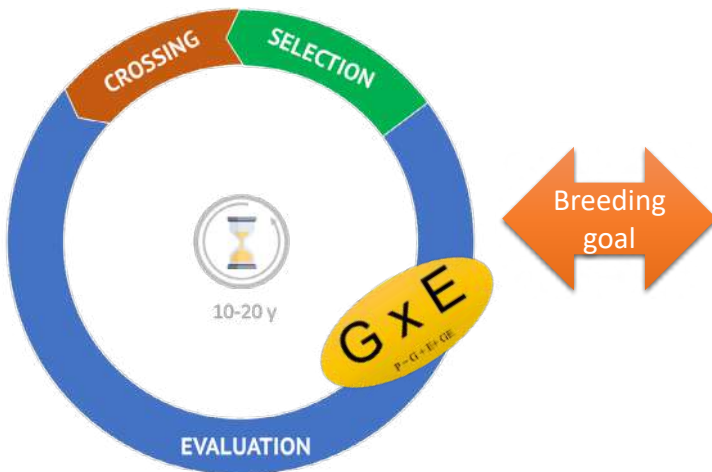 CROSSING
SELECTION
Breeding
goal
10-20 y
G x E
P=G+E+GE
EVALUATION